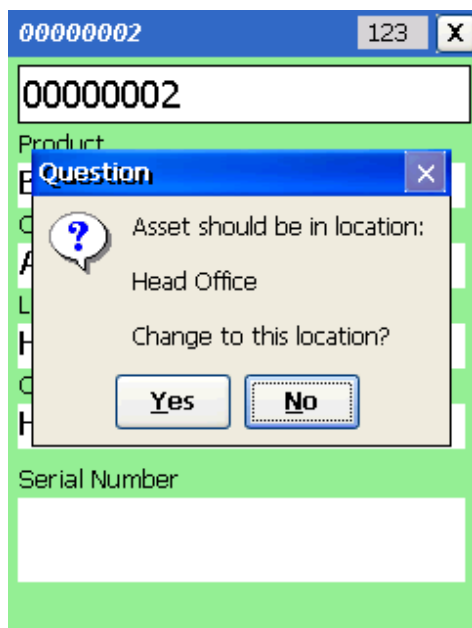 00000002
123
X
00000002
Product
Question
Asset should be in location:
Head Office
Change to this location?
Yes
No
Serial Number